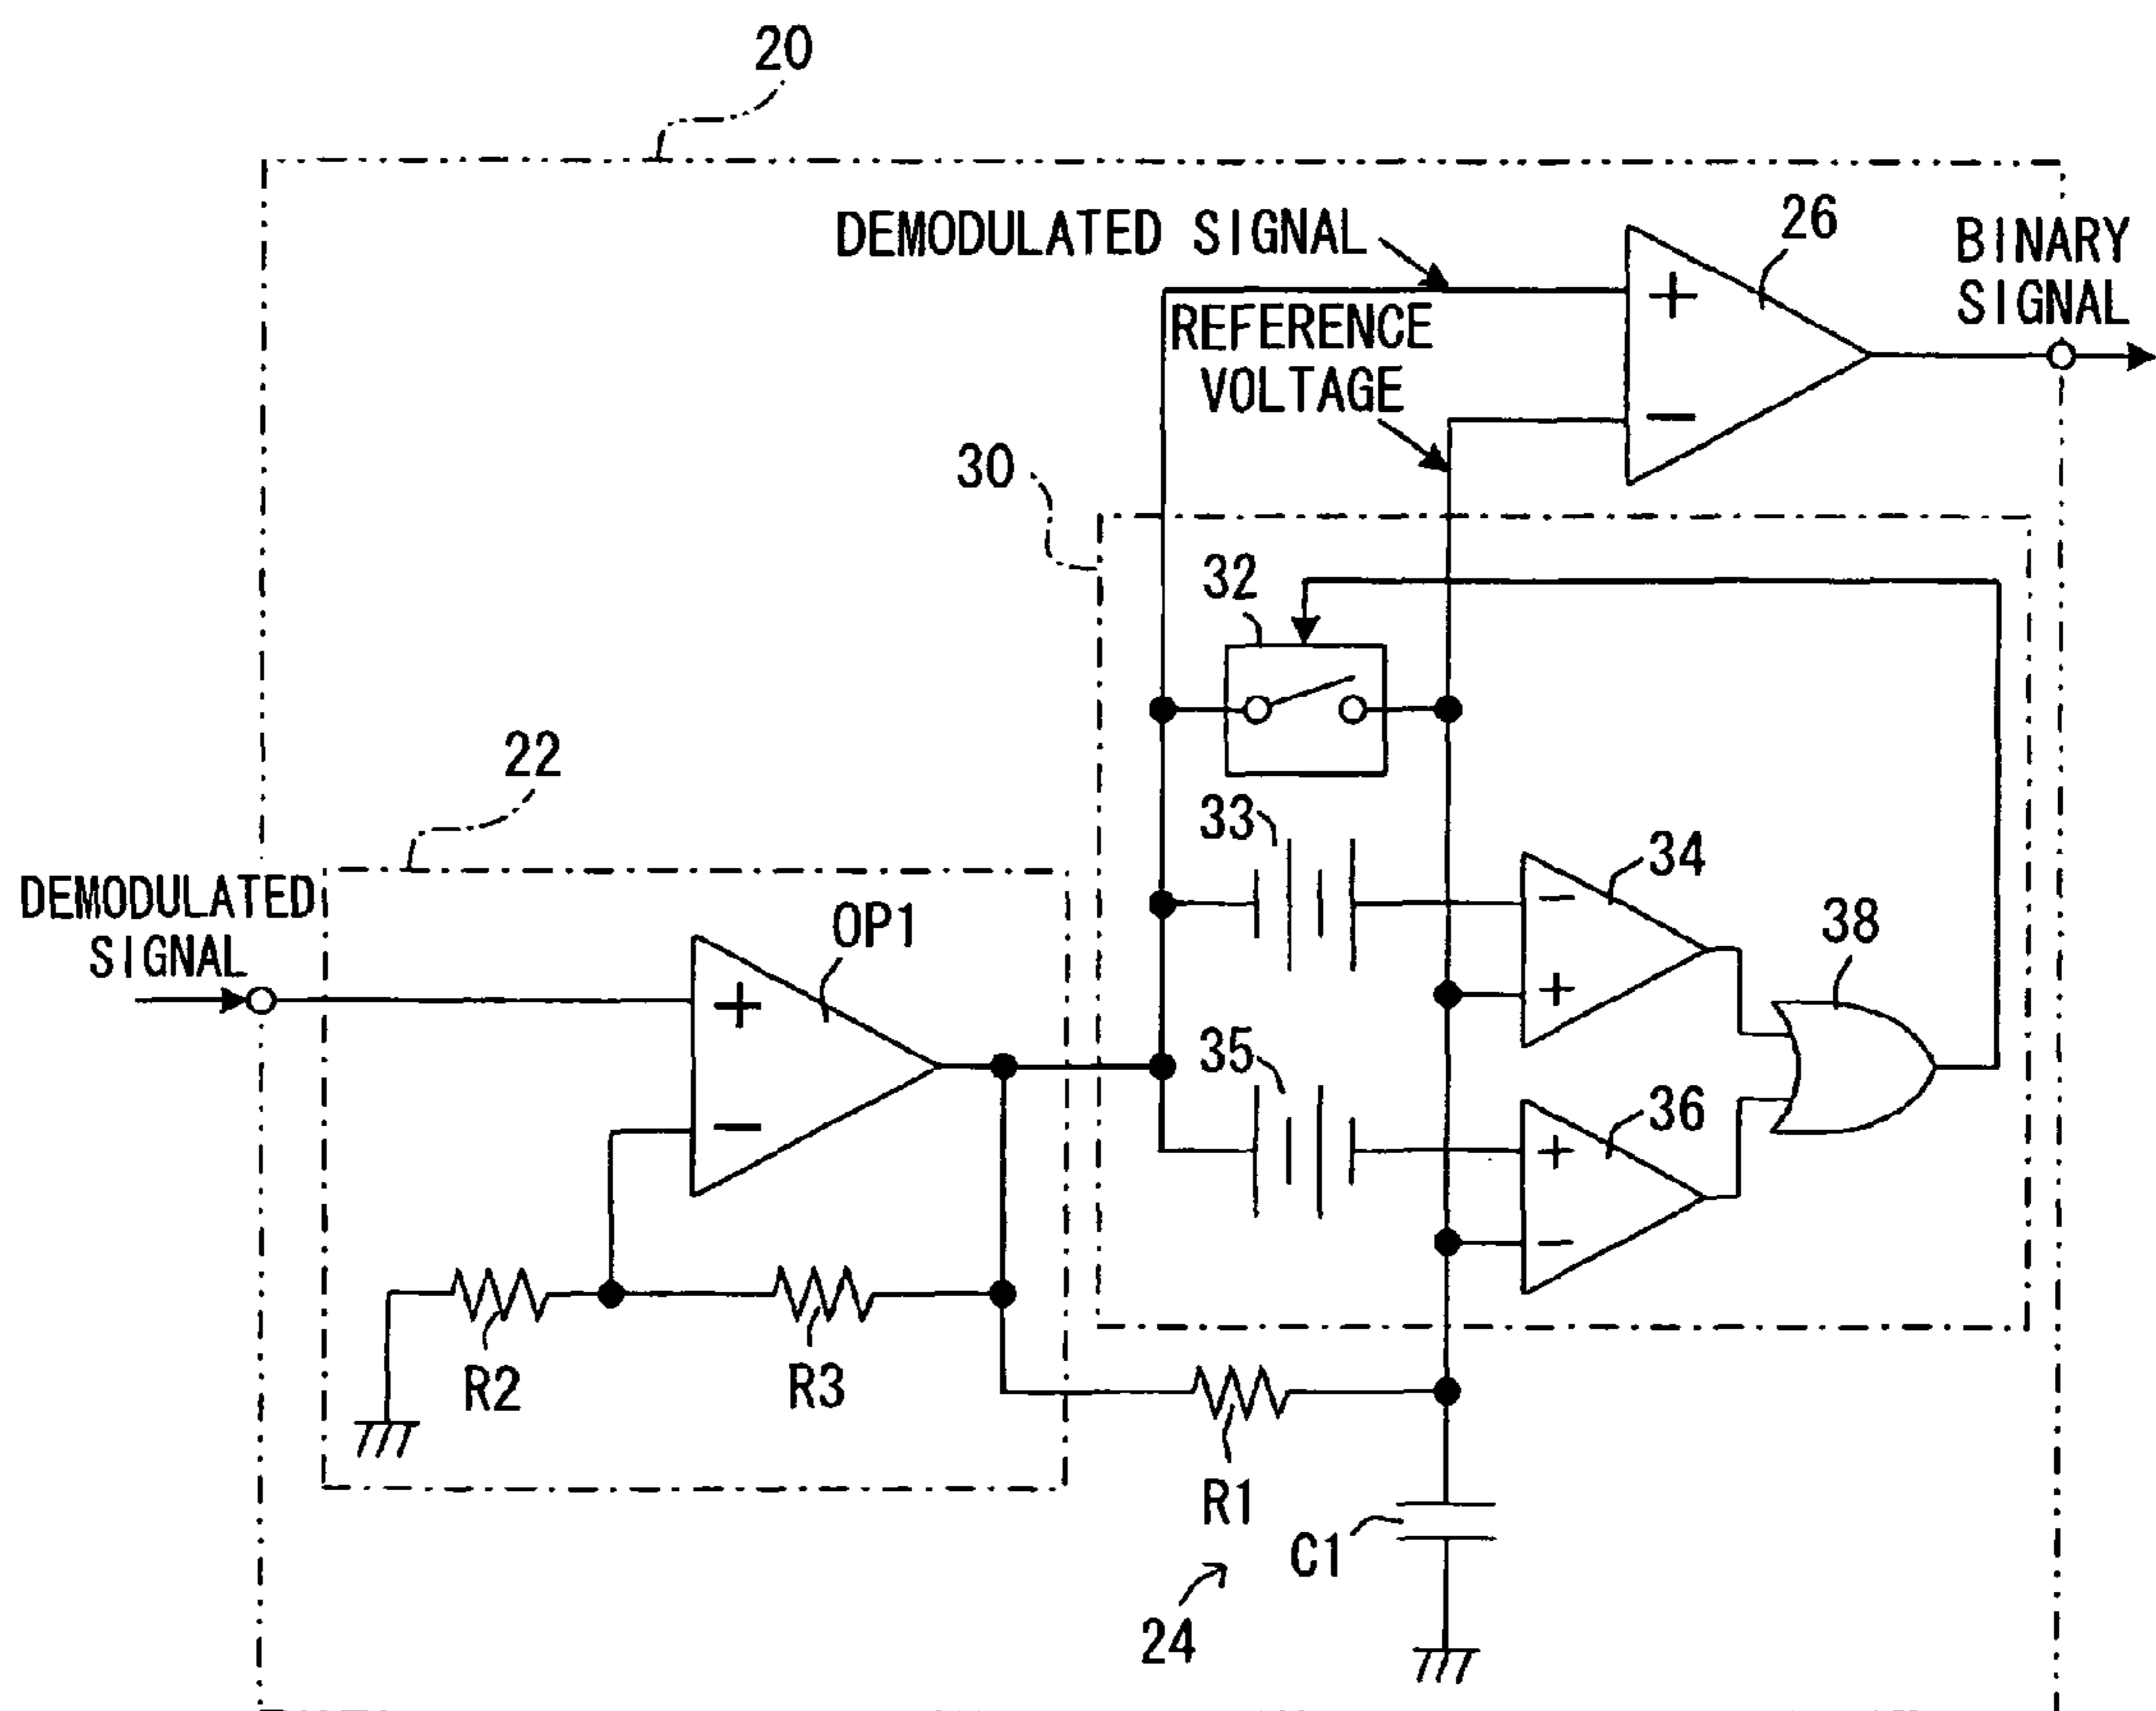 20
DEMODULATED SIGNAL
26
BINARY
SIGNAL
+
−
REFERENCE
VOLTAGE
30
32
22
33
34
DEMODULATED
SIGNAL
OP1
−
+
38
+
−
35
36
+
−
R2
R3
R1
C1
24